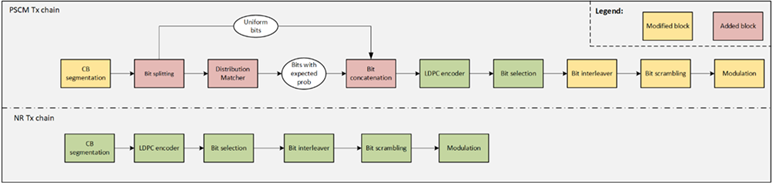 PSCM Tx chain
Legend:
Modified block
Added block
Uniform
bits
CB
segmentation
Bit splitting
Distribution
Matcher
Bits with
expected
prob
Bit
concatenation
LDPC encoder
Bit selection
Bit interleaver
Bit scrambling
Modulation
NR Tx chain
CB
segmentation
LDPC encoder
Bit selection
Bit interleaver
Bit scrambling
Modulation